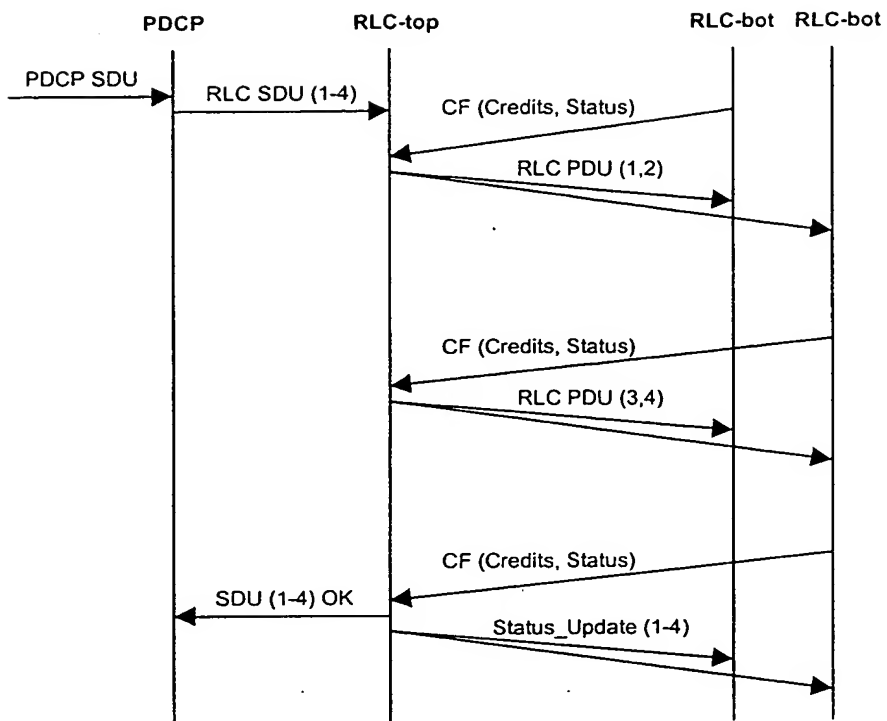 PDCP RLC-top RLC-bot RLC-bot
PDCP SDU
RLC SDU (1-4)
CF (Credits, Status)
RLC PDU (1,2)
CF (Credits, Status)
RLC PDU (3,4)
CF (Credits, Status)
SDU (1-4) OK
Status_Update (1-4)